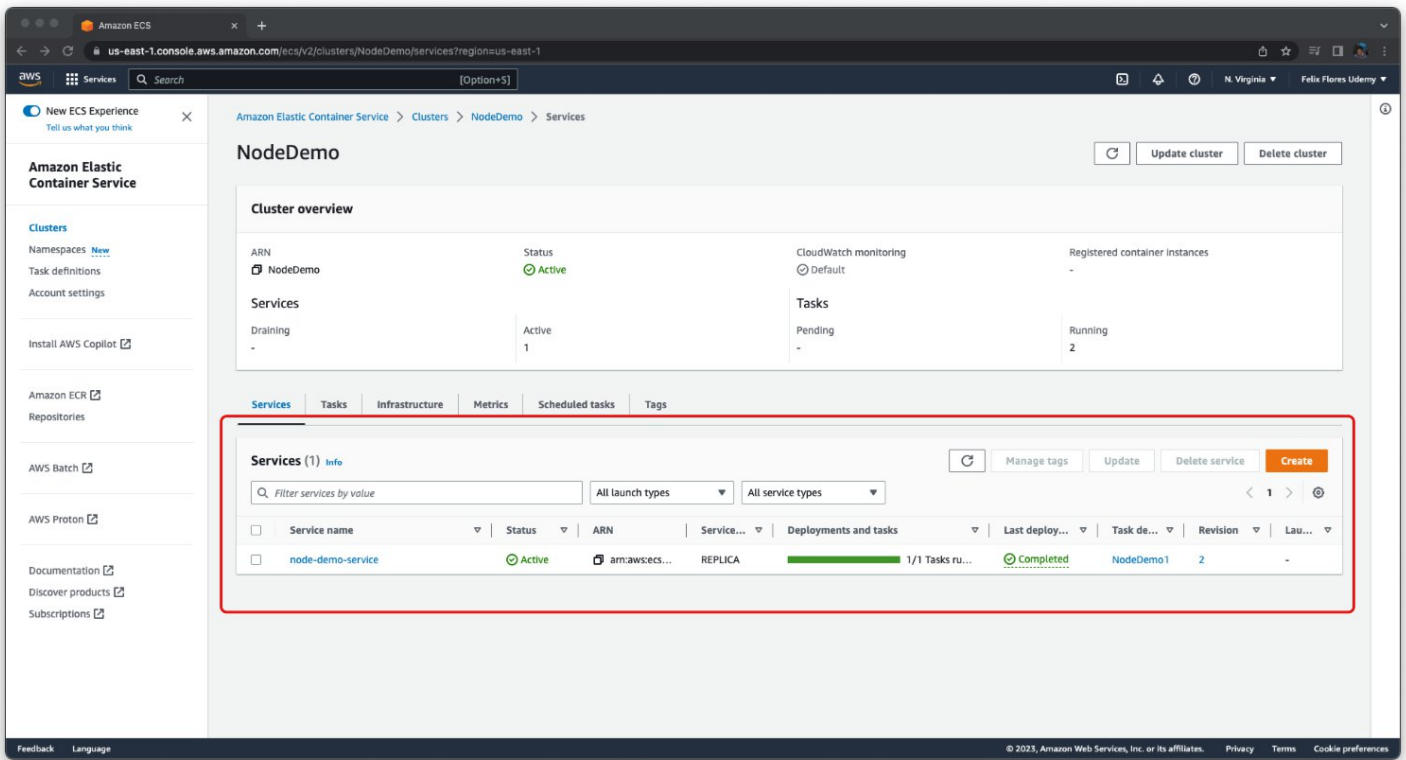 Amazon ECS
us-east-1.console.aws.amazon.com/ecs/v2/clusters/NodeDemo/services?region=us-east-1
aws Services Search [Option+S] N. Virginia Felix Flores Udemy
New ECS Experience
Tell us what you think
Amazon Elastic Container Service
Clusters
Namespaces New
Task definitions
Account settings
Install AWS Copilot
Amazon ECR
Repositories
AWS Batch
AWS Proton
Documentation
Discover products
Subscriptions
Amazon Elastic Container Service > Clusters > NodeDemo > Services
NodeDemo Update cluster Delete cluster
Cluster overview
ARN Status CloudWatch monitoring Registered container instances
NodeDemo Active Default -
Services Tasks
Draining Active Pending Running
- 1 - 2
Services Tasks Infrastructure Metrics Scheduled tasks Tags
Services (1) Info Manage tags Update Delete service Create
Filter services by value All launch types All service types < 1 >
Service name Status ARN Service... Deployments and tasks Last deploy... Task de... Revision Lau...
node-demo-service Active arn:aws:ecs... REPLICA 1/1 Tasks ru... Completed NodeDemo1 2 -
Feedback Language © 2023, Amazon Web Services, Inc. or its affiliates. Privacy Terms Cookie preferences